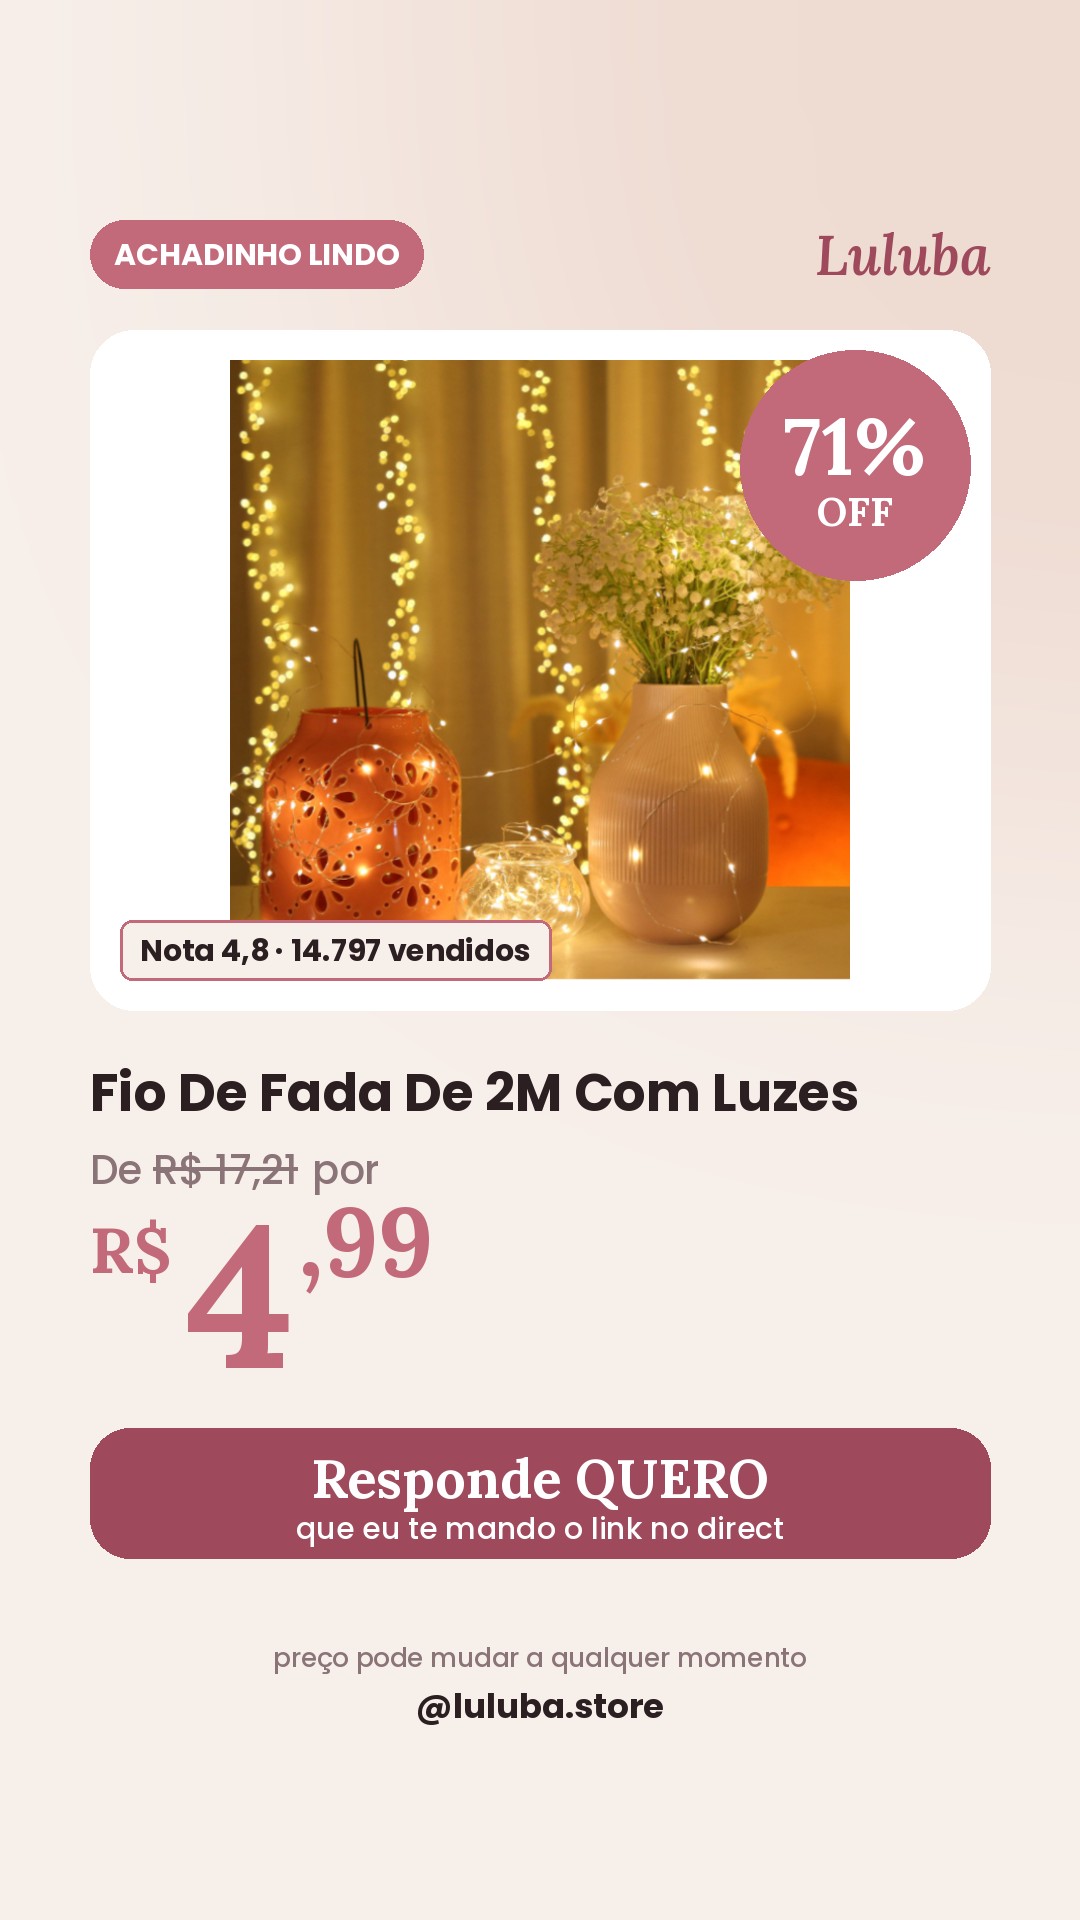 ACHADINHO LINDO
Luluba
71%
OFF
Nota 4,8 · 14.797 vendidos
Fio De Fada De 2M Com Luzes
De R$ 17,21 por
R$ 4,99
Responde QUERO
que eu te mando o link no direct
preço pode mudar a qualquer momento
@luluba.store